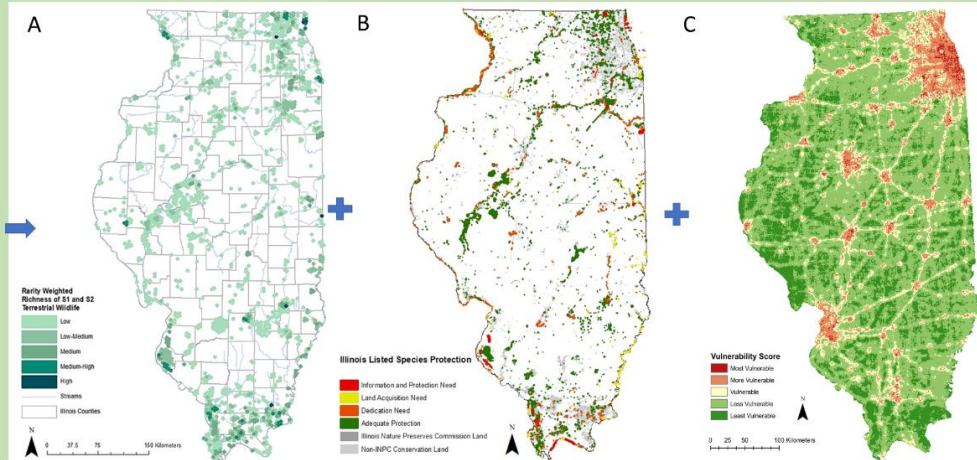 A
Rarity Weighted
Richness of S1 and S2
Terrestrial Wildlife
Low
Low-Medium
Medium
Medium-High
High
Streams
Illinois Counties
N
0 37.5 75 150 Kilometers
B
Illinois Listed Species Protection
Information and Protection Need
Land Acquisition Need
Dedication Need
Adequate Protection
Illinois Nature Preserves Commission Land
Non-INPC Conservation Land
N
C
Vulnerability Score
Most Vulnerable
More Vulnerable
Vulnerable
Less Vulnerable
Least Vulnerable
N
0 25 50 100 Kilometers